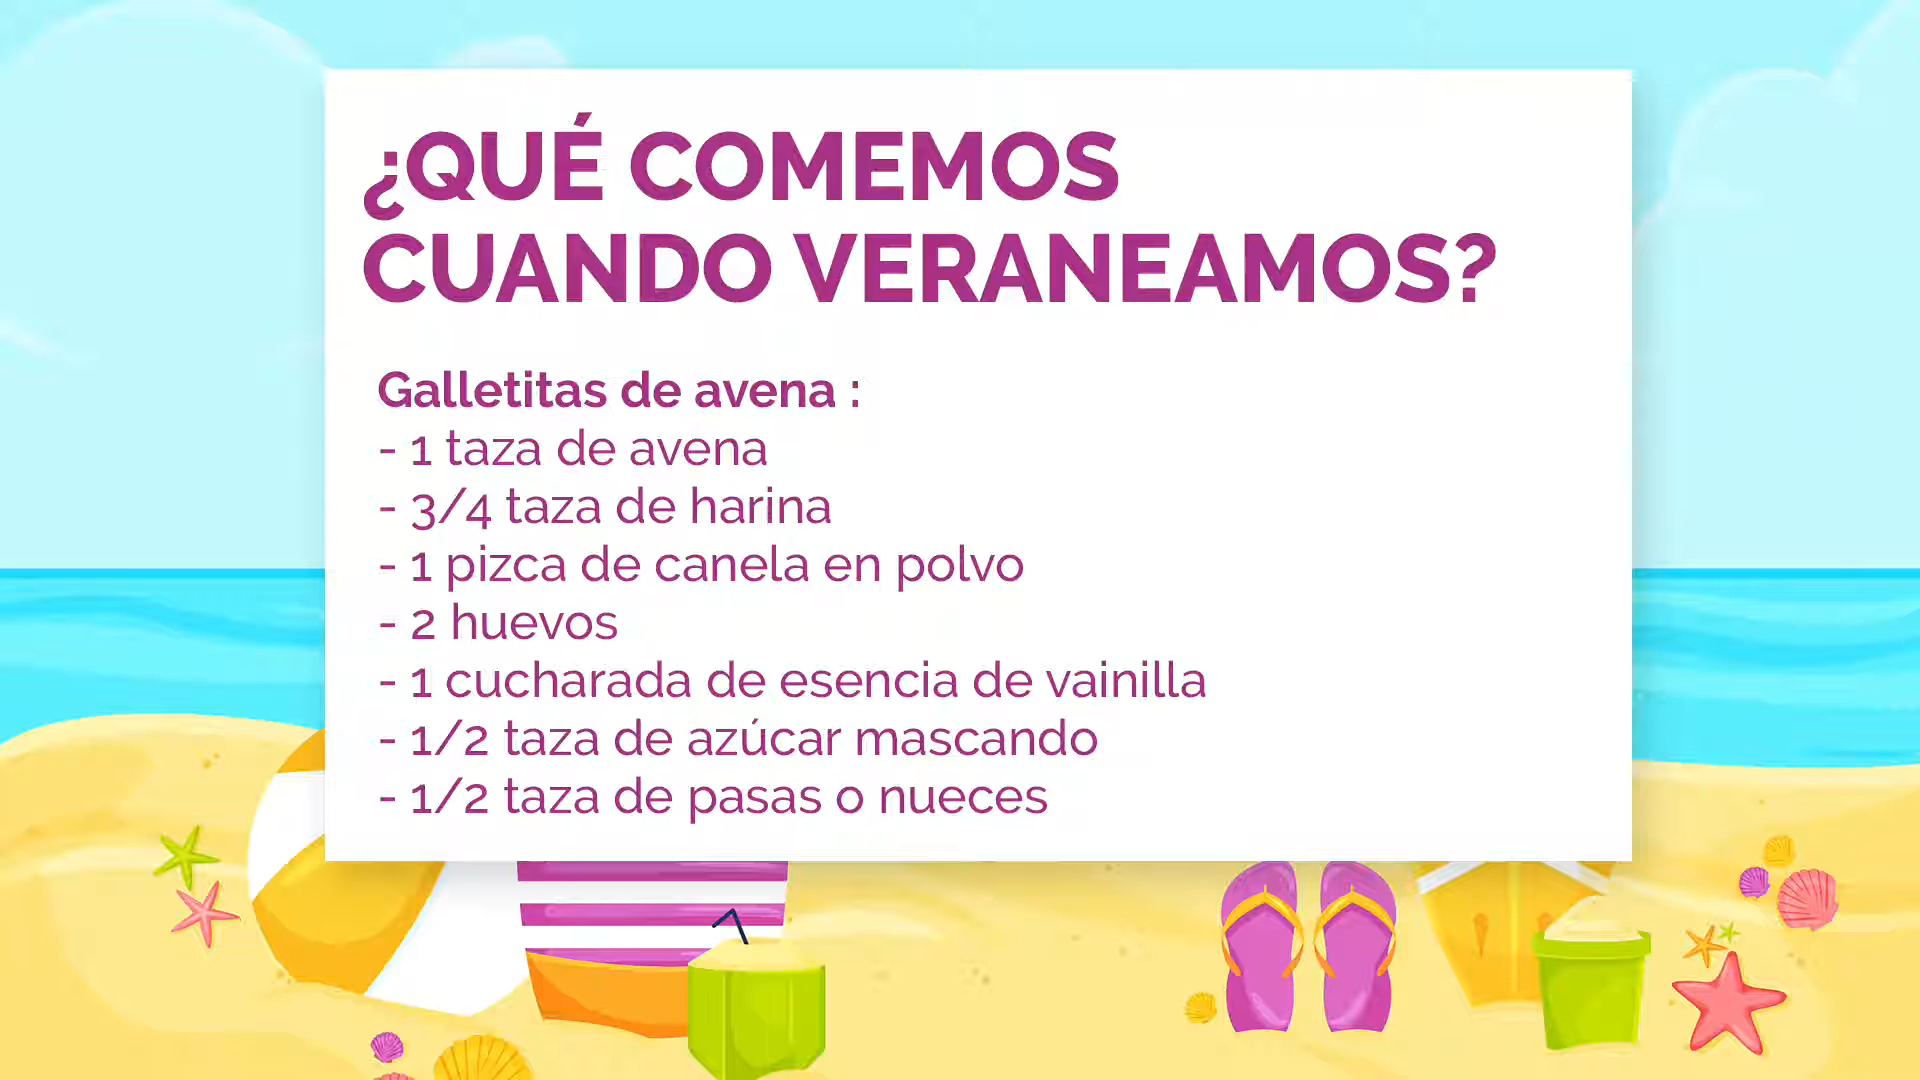 ¿QUÉ COMEMOS
CUANDO VERANEAMOS?
Galletitas de avena :
- 1 taza de avena
- 3/4 taza de harina
- 1 pizca de canela en polvo
- 2 huevos
- 1 cucharada de esencia de vainilla
- 1/2 taza de azúcar mascando
- 1/2 taza de pasas o nueces